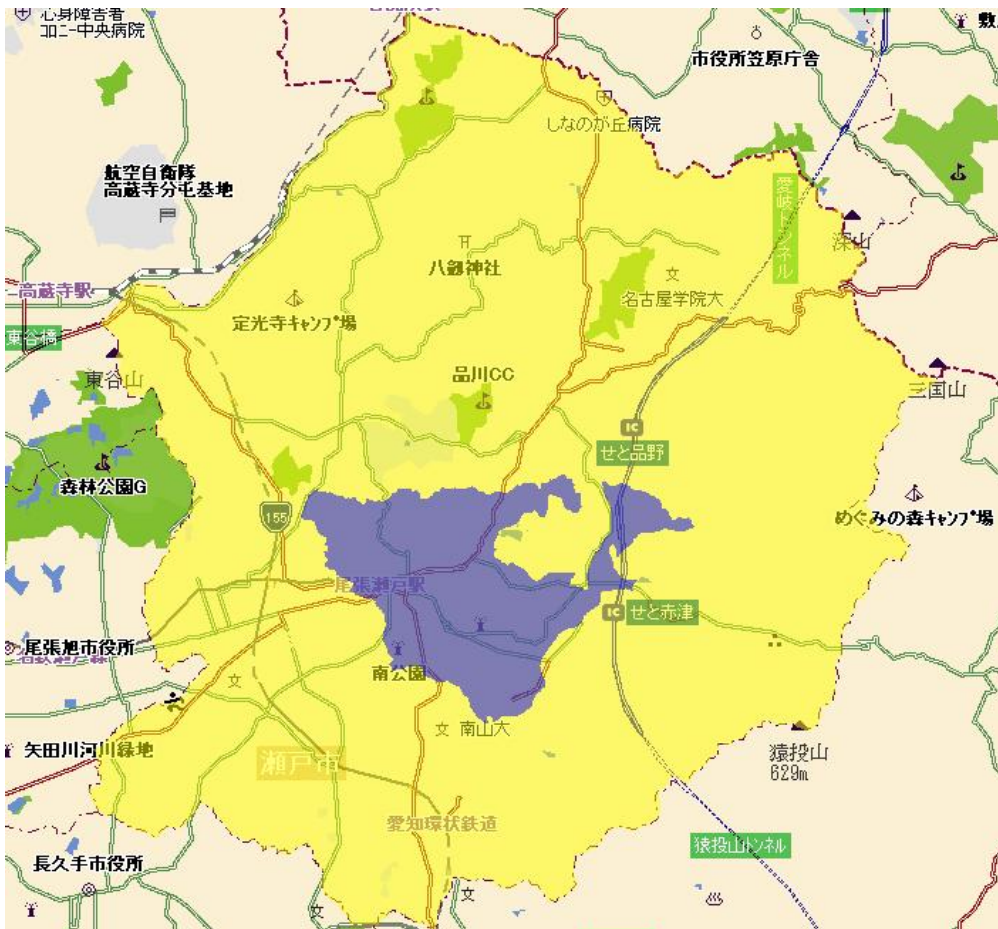 心身障害者
コロニー中央病院
敷
市役所笠原庁舎
しなのが丘病院
航空自衛隊
高蔵寺分屯基地
愛岐トンネル
深山
八劔神社
文
名古屋学院大
高蔵寺駅
定光寺キャンプ場
東谷橋
東谷山
品川CC
三国山
IC
せと品野
森林公園G
155
めぐみの森キャンプ場
尾張瀬戸駅
IC
せと赤津
尾張旭市役所
南公園
文
文 南山大
矢田川河川緑地
瀬戸市
猿投山
629m
愛知環状鉄道
猿投山トンネル
長久手市役所
文
文